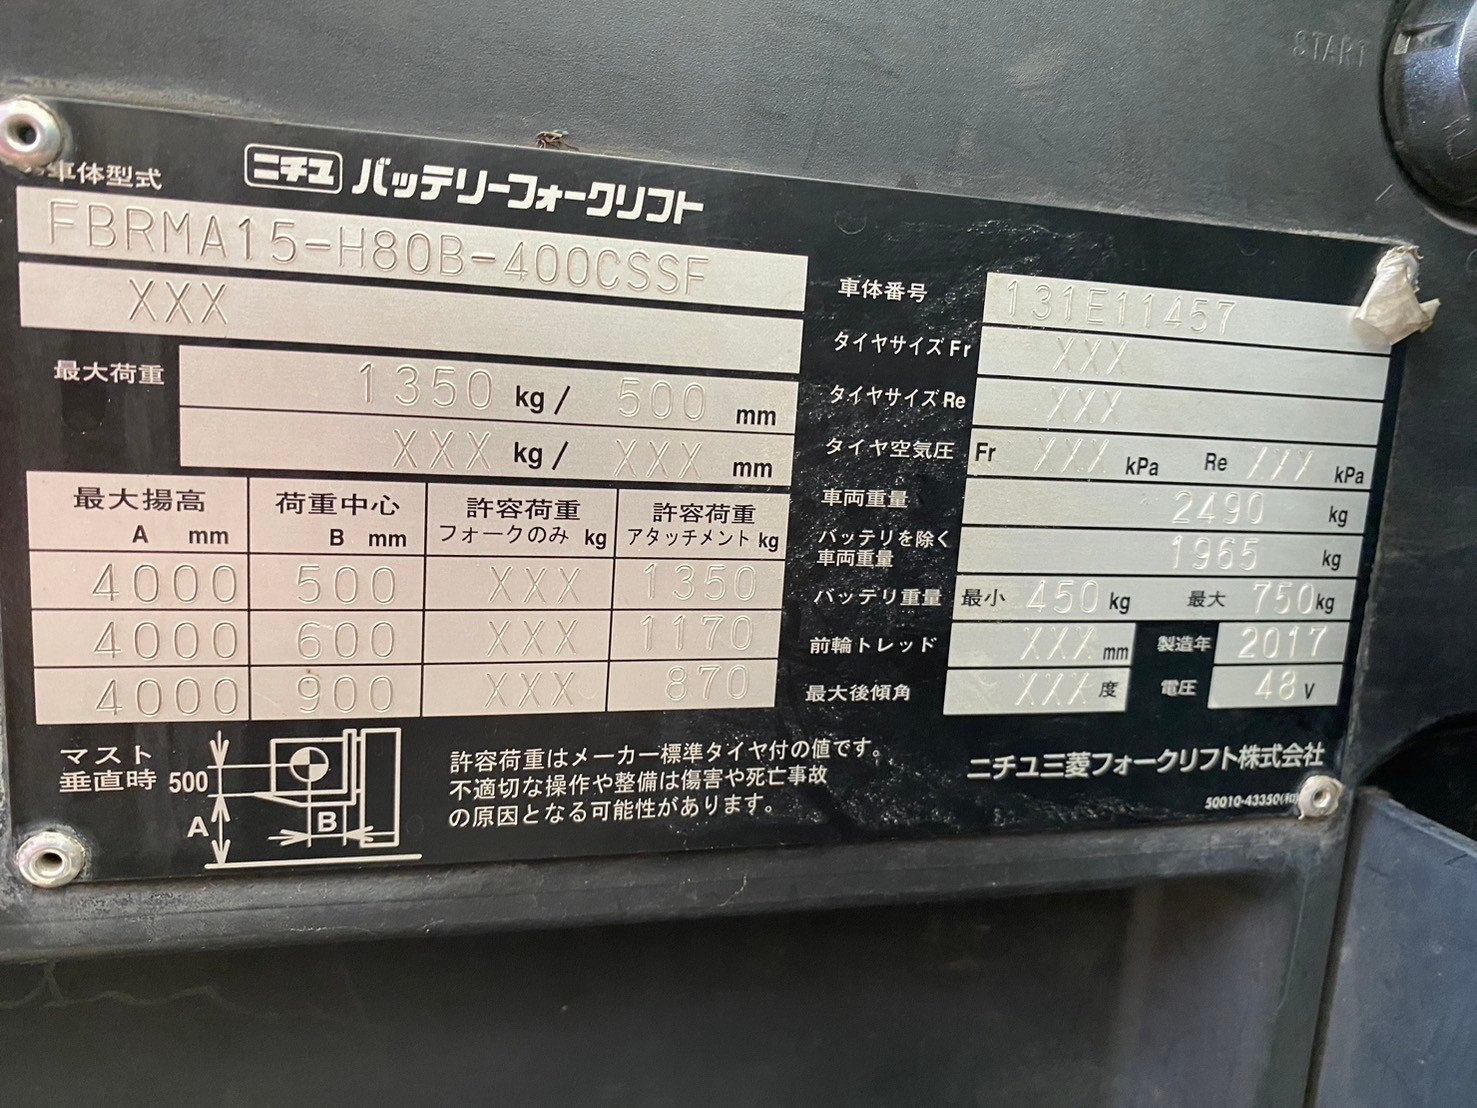 START
車体型式
ニチユ バッテリーフォークリフト
FBRMA15-H80B-400CSSF
XXX
最大荷重 1350 kg/ 500 mm
XXX kg/ XXX mm
最大揚高 A mm 荷重中心 B mm 許容荷重 フォークのみ kg 許容荷重 アタッチメント kg
4000 500 XXX 1350
4000 600 XXX 1170
4000 900 XXX 870
マスト
垂直時
500
A
B
許容荷重はメーカー標準タイヤ付の値です。
不適切な操作や整備は傷害や死亡事故
の原因となる可能性があります。
車体番号 131E11457
タイヤサイズ Fr XXX
タイヤサイズ Re XXX
タイヤ空気圧 Fr XXX kPa Re XXX kPa
車両重量 2490 kg
バッテリを除く
車両重量 1965 kg
バッテリ重量 最小 450 kg 最大 750 kg
前輪トレッド XXX mm 製造年 2017
最大後傾角 XXX 度 電圧 48 V
ニチユ三菱フォークリフト株式会社
50010-43350(和)